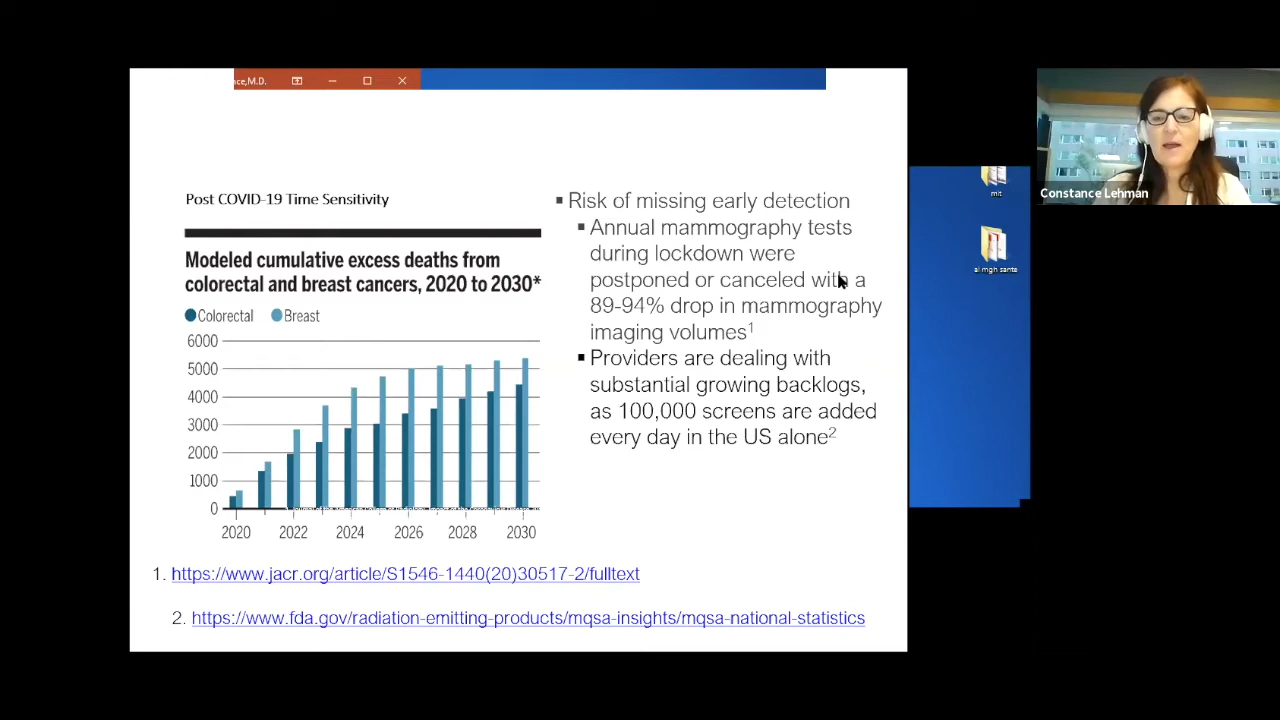 ce,M.D.
Post COVID-19 Time Sensitivity
Modeled cumulative excess deaths from
colorectal and breast cancers, 2020 to 2030*
Colorectal Breast
6000
5000
4000
3000
2000
1000
0
2020 2022 2024 2026 2028 2030
▪ Risk of missing early detection
▪ Annual mammography tests
during lockdown were
postponed or canceled with a
89-94% drop in mammography
imaging volumes1
▪ Providers are dealing with
substantial growing backlogs,
as 100,000 screens are added
every day in the US alone2
1. https://www.jacr.org/article/S1546-1440(20)30517-2/fulltext
2. https://www.fda.gov/radiation-emitting-products/mqsa-insights/mqsa-national-statistics
mit
al mgh sante
Constance Lehman